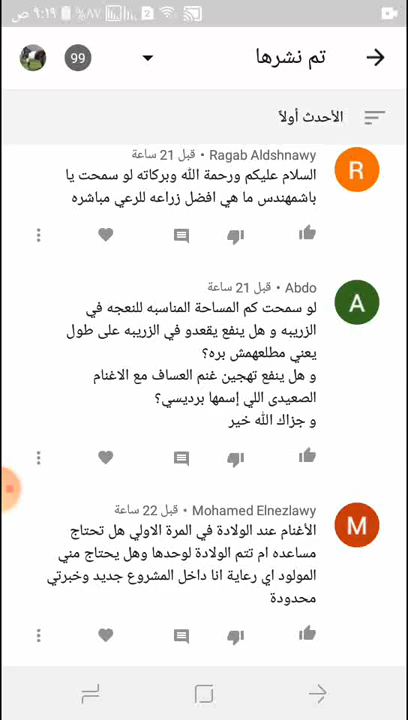 ٩:١٩ ص ٨٧%
تم نشرها
99
الأحدث أولاً
Ragab Aldshnawy • قبل 21 ساعة
السلام عليكم ورحمة الله وبركاته لو سمحت يا
باشمهندس ما هي افضل زراعه للرعي مباشره
R
Abdo • قبل 21 ساعة
لو سمحت كم المساحة المناسبه للنعجه في
الزريبه و هل ينفع يقعدو في الزريبه على طول
يعني مطلعهمش بره؟
و هل ينفع تهجين غنم العساف مع الاغنام
الصعيدى اللي إسمها برديسي؟
و جزاك الله خير
A
Mohamed Elnezlawy • قبل 22 ساعة
الأغنام عند الولادة في المرة الاولي هل تحتاج
مساعده ام تتم الولادة لوحدها وهل يحتاج مني
المولود اي رعاية انا داخل المشروع جديد وخبرتي
محدودة
M